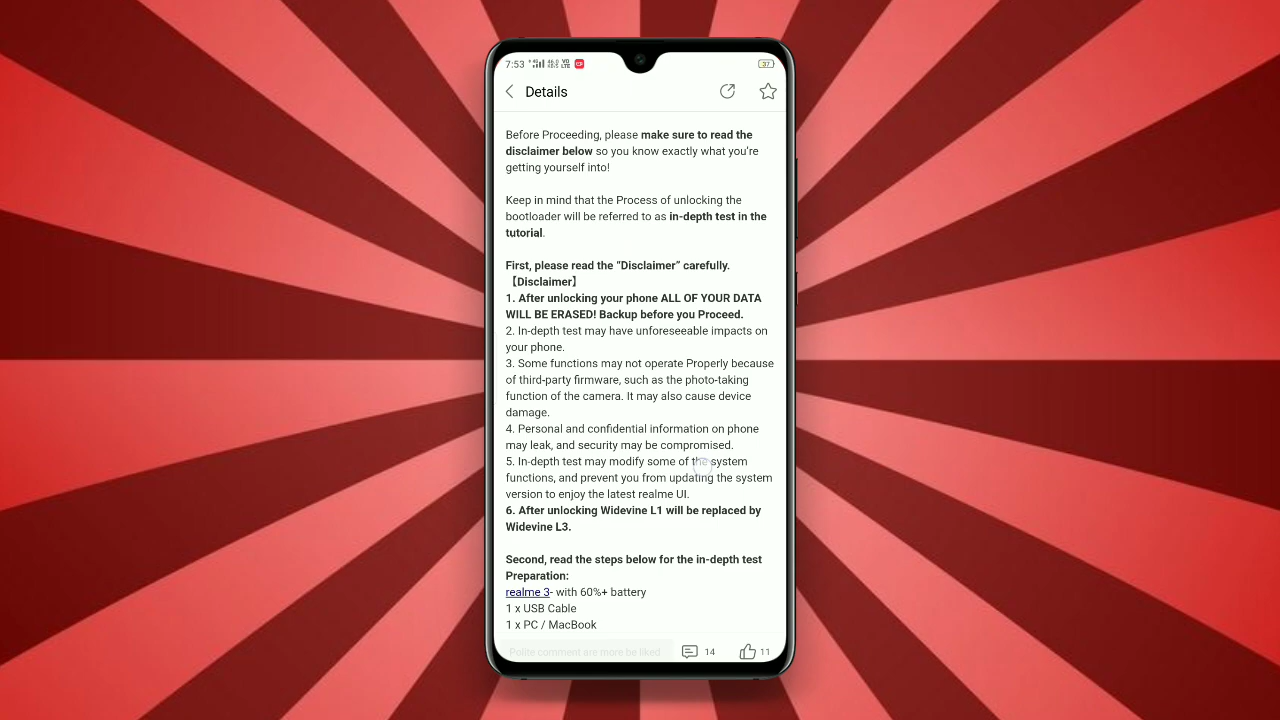 7:53
VO
LTE
37
Details
Before Proceeding, please make sure to read the
disclaimer below so you know exactly what you're
getting yourself into!
Keep in mind that the Process of unlocking the
bootloader will be referred to as in-depth test in the
tutorial.
First, please read the “Disclaimer” carefully.
【Disclaimer】
1. After unlocking your phone ALL OF YOUR DATA
WILL BE ERASED! Backup before you Proceed.
2. In-depth test may have unforeseeable impacts on
your phone.
3. Some functions may not operate Properly because
of third-party firmware, such as the photo-taking
function of the camera. It may also cause device
damage.
4. Personal and confidential information on phone
may leak, and security may be compromised.
5. In-depth test may modify some of the system
functions, and prevent you from updating the system
version to enjoy the latest realme UI.
6. After unlocking Widevine L1 will be replaced by
Widevine L3.
Second, read the steps below for the in-depth test
Preparation:
realme 3- with 60%+ battery
1 x USB Cable
1 x PC / MacBook
Polite comment are more be liked
14
11